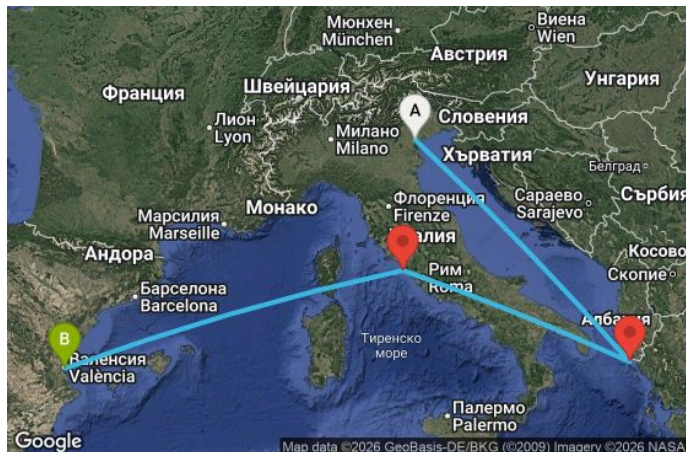 Мюнхен
München
Виена
Wien
Австрия
Унгария
Швейцария
Франция
A
Словения
Лион
Lyon
Милано
Milano
Хърватия
Белград
Флоренция
Firenze
Сараево
Sarajevo
Сърбия
Монако
Марсилия
Marseille
Косово
Андора
Рим
Roma
Скопие
Барселона
Barcelona
Албания
B
Валенсия
València
Тиренско
море
Палермо
Palermo
Google
Map data ©2026 GeoBasis-DE/BKG (©2009) Imagery ©2026 NASA